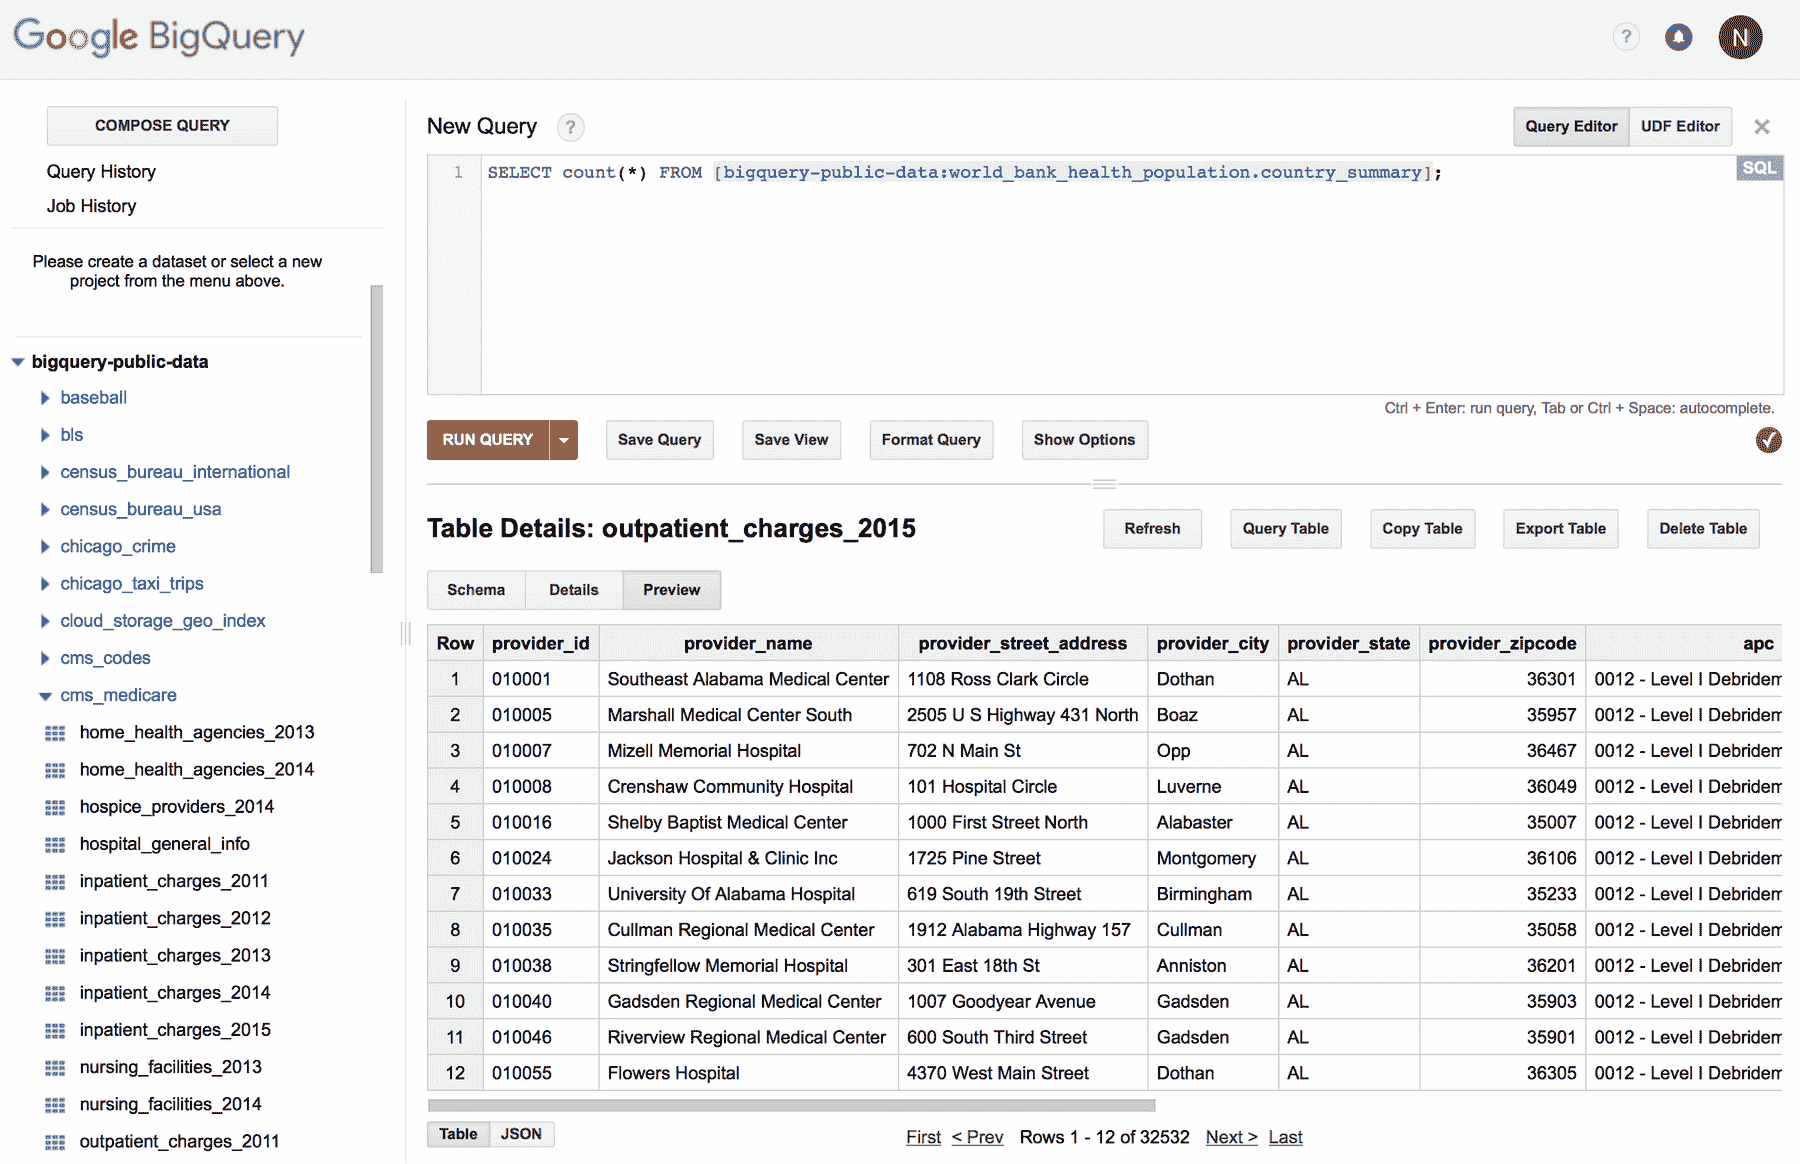 Google BigQuery
? N
COMPOSE QUERY
Query History
Job History
Please create a dataset or select a new
project from the menu above.
bigquery-public-data
baseball
bls
census_bureau_international
census_bureau_usa
chicago_crime
chicago_taxi_trips
cloud_storage_geo_index
cms_codes
cms_medicare
home_health_agencies_2013
home_health_agencies_2014
hospice_providers_2014
hospital_general_info
inpatient_charges_2011
inpatient_charges_2012
inpatient_charges_2013
inpatient_charges_2014
inpatient_charges_2015
nursing_facilities_2013
nursing_facilities_2014
outpatient_charges_2011
New Query ? Query Editor UDF Editor
1 SELECT count(*) FROM [bigquery-public-data:world_bank_health_population.country_summary]; SQL
Ctrl + Enter: run query, Tab or Ctrl + Space: autocomplete.
RUN QUERY Save Query Save View Format Query Show Options
Table Details: outpatient_charges_2015 Refresh Query Table Copy Table Export Table Delete Table
Schema Details Preview
Row provider_id provider_name provider_street_address provider_city provider_state provider_zipcode apc
1 010001 Southeast Alabama Medical Center 1108 Ross Clark Circle Dothan AL 36301 0012 - Level I Debridem
2 010005 Marshall Medical Center South 2505 U S Highway 431 North Boaz AL 35957 0012 - Level I Debridem
3 010007 Mizell Memorial Hospital 702 N Main St Opp AL 36467 0012 - Level I Debridem
4 010008 Crenshaw Community Hospital 101 Hospital Circle Luverne AL 36049 0012 - Level I Debridem
5 010016 Shelby Baptist Medical Center 1000 First Street North Alabaster AL 35007 0012 - Level I Debridem
6 010024 Jackson Hospital & Clinic Inc 1725 Pine Street Montgomery AL 36106 0012 - Level I Debridem
7 010033 University Of Alabama Hospital 619 South 19th Street Birmingham AL 35233 0012 - Level I Debridem
8 010035 Cullman Regional Medical Center 1912 Alabama Highway 157 Cullman AL 35058 0012 - Level I Debridem
9 010038 Stringfellow Memorial Hospital 301 East 18th St Anniston AL 36201 0012 - Level I Debridem
10 010040 Gadsden Regional Medical Center 1007 Goodyear Avenue Gadsden AL 35903 0012 - Level I Debridem
11 010046 Riverview Regional Medical Center 600 South Third Street Gadsden AL 35901 0012 - Level I Debridem
12 010055 Flowers Hospital 4370 West Main Street Dothan AL 36305 0012 - Level I Debridem
Table JSON First < Prev Rows 1 - 12 of 32532 Next > Last